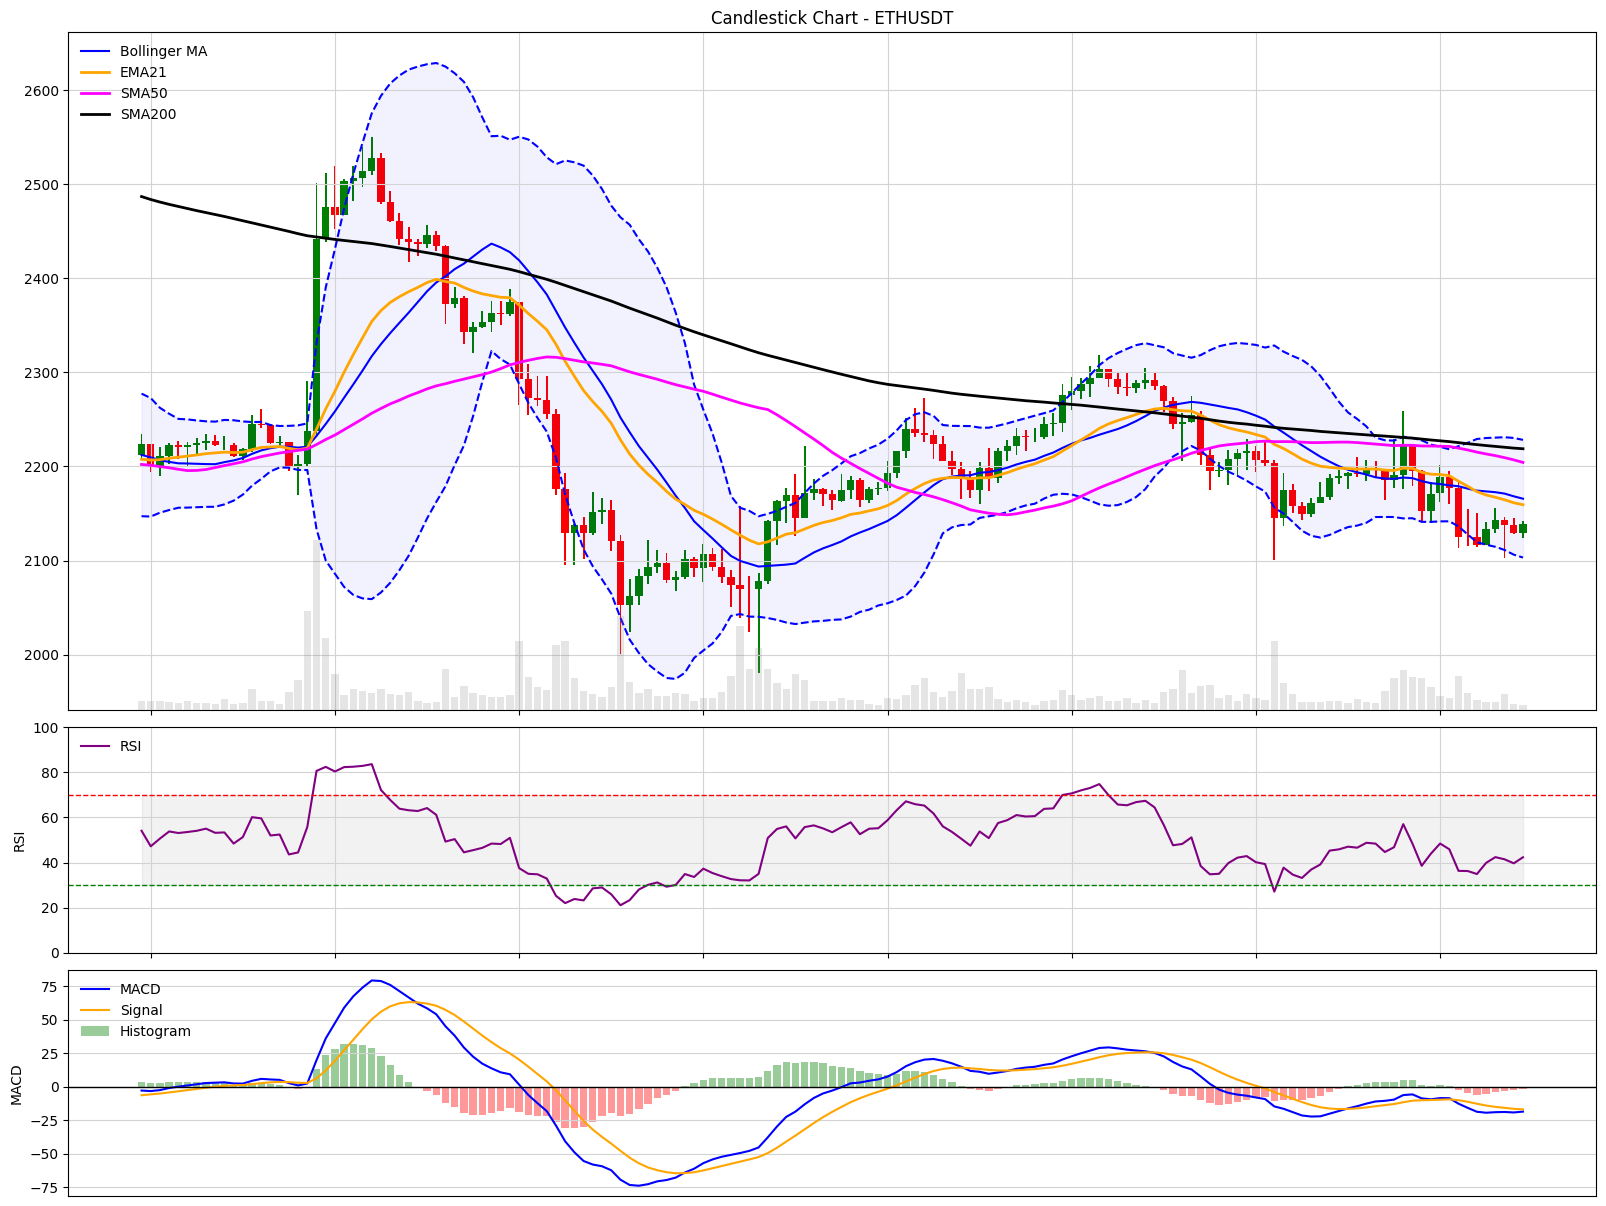 Candlestick Chart - ETHUSDT
Bollinger MA
EMA21
SMA50
SMA200
2600
2500
2400
2300
2200
2100
2000
RSI
100
80
60
40
20
0
RSI
MACD
Signal
Histogram
75
50
25
0
−25
−50
−75
MACD